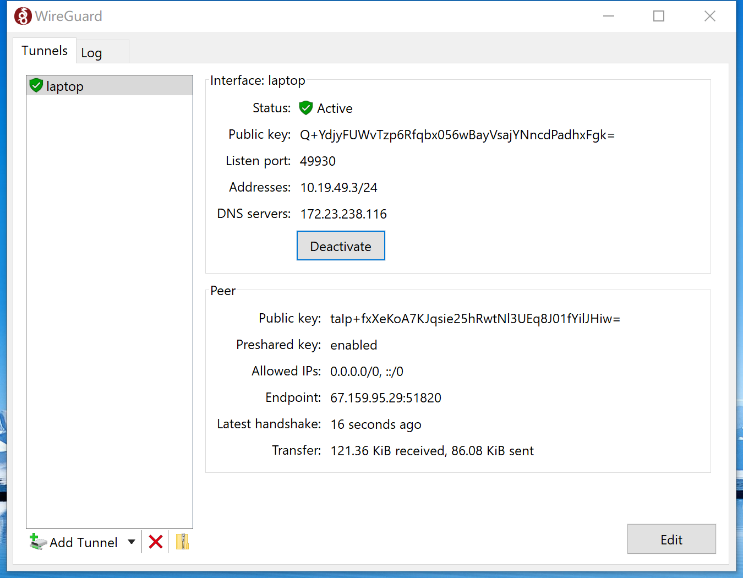 WireGuard
Tunnels
Log
laptop
Interface: laptop
Status: Active
Public key: Q+YdjyFUWvTzp6Rfqbx056wBayVsajYNncdPadhxFgk=
Listen port: 49930
Addresses: 10.19.49.3/24
DNS servers: 172.23.238.116
Deactivate
Peer
Public key: taIp+fxXeKoA7KJqsie25hRwtNl3UEq8J01fYilJHiw=
Preshared key: enabled
Allowed IPs: 0.0.0.0/0, ::/0
Endpoint: 67.159.95.29:51820
Latest handshake: 16 seconds ago
Transfer: 121.36 KiB received, 86.08 KiB sent
Add Tunnel
Edit